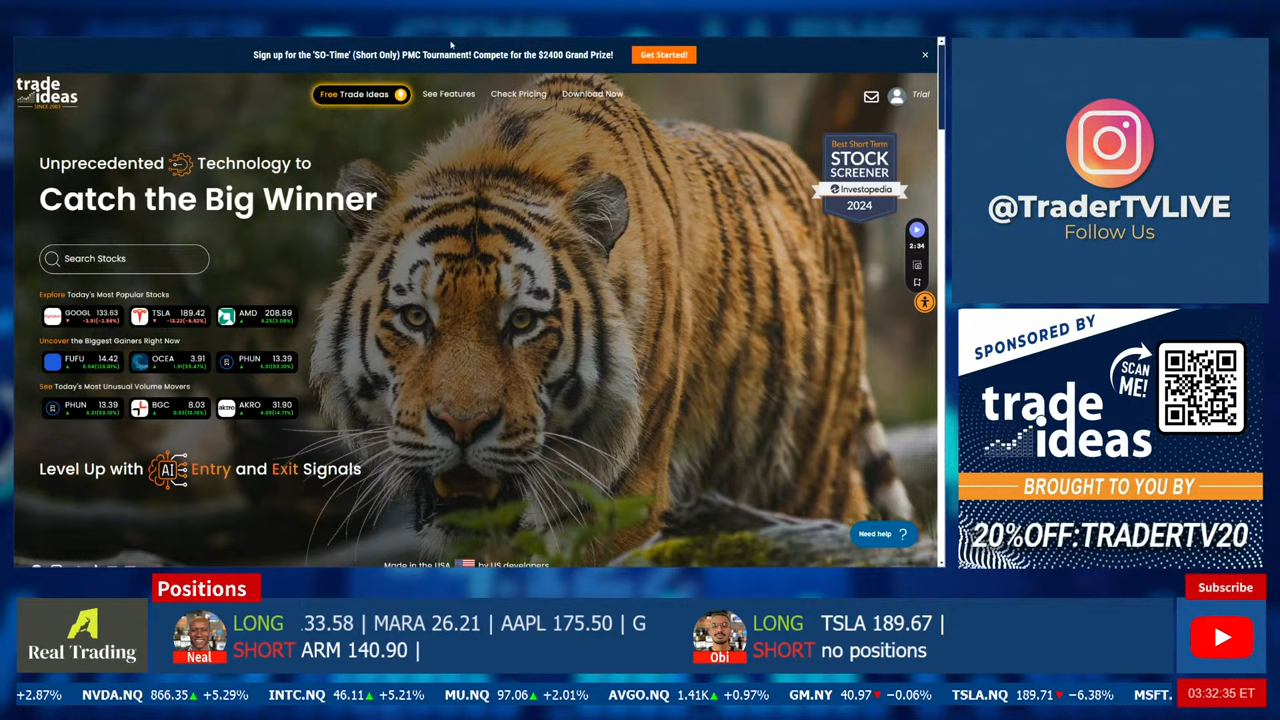 Sign up for the 'SO-Time' (Short Only) PMC Tournament! Compete for the $2400 Grand Prize!
Get Started!
trade ideas
SINCE 2003
Free Trade Ideas
See Features
Check Pricing
Download Now
Trial
Unprecedented Technology to
Catch the Big Winner
Best Short Term
STOCK
SCREENER
Investopedia
2024
Search Stocks
2:34
Explore Today's Most Popular Stocks
GOOGL 133.63
TSLA 189.42
AMD 208.89
Uncover the Biggest Gainers Right Now
FUFU 14.42
OCEA 3.91
PHUN 13.39
See Today's Most Unusual Volume Movers
PHUN 13.39
BGC 8.03
akero AKRO 31.90
Level Up with AI Entry and Exit Signals
Need help ?
Made in the USA by US developers
@TraderTVLIVE
Follow Us
SPONSORED BY
SCAN ME!
trade
ideas
BROUGHT TO YOU BY
20%OFF:TRADERTV20
Positions
Subscribe
Real Trading
Neal
LONG .33.58 | MARA 26.21 | AAPL 175.50 | G
SHORT ARM 140.90 |
Obi
LONG TSLA 189.67 |
SHORT no positions
+2.87% NVDA.NQ 866.35▲ +5.29% INTC.NQ 46.11▲ +5.21% MU.NQ 97.06▲ +2.01% AVGO.NQ 1.41K▲ +0.97% GM.NY 40.97▼ −0.06% TSLA.NQ 189.71▼ −6.38% MSFT.
03:32:35 ET